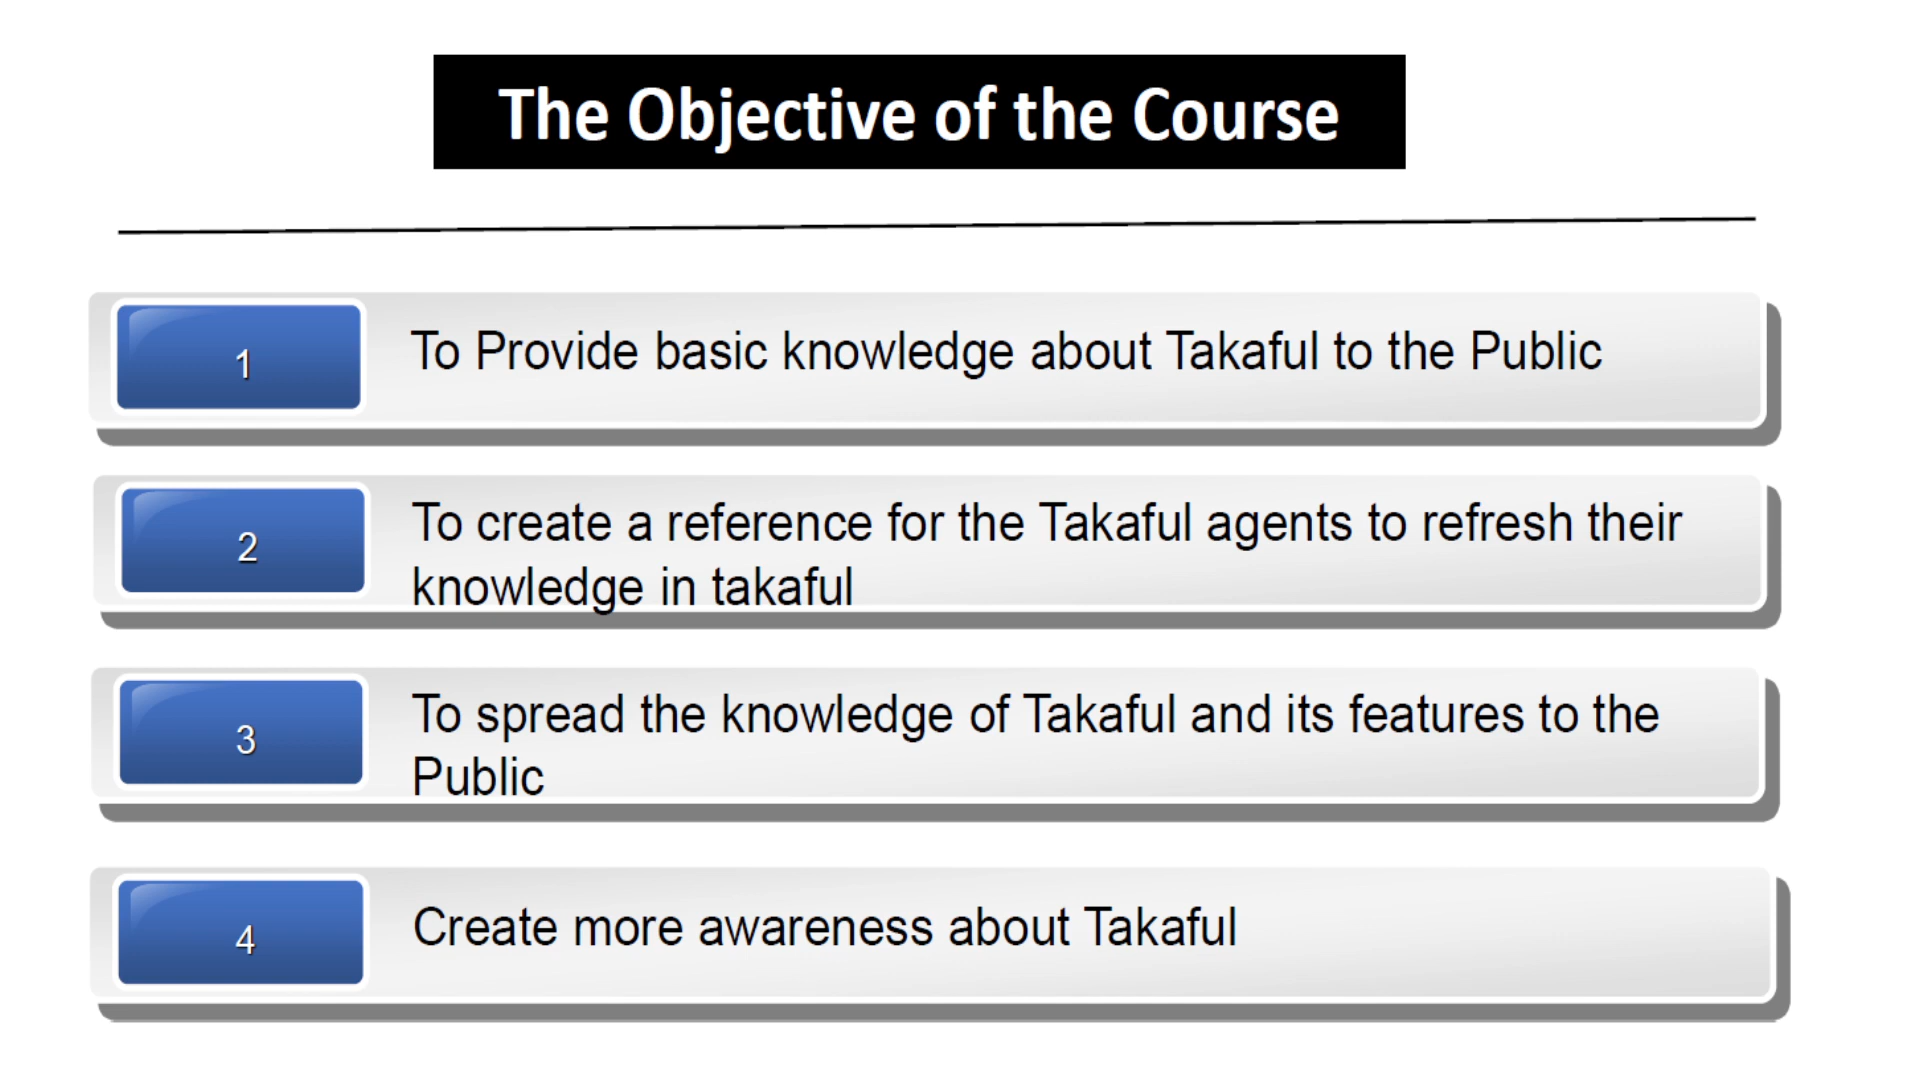 The Objective of the Course
1
To Provide basic knowledge about Takaful to the Public
2
To create a reference for the Takaful agents to refresh their
knowledge in takaful
3
To spread the knowledge of Takaful and its features to the
Public
4
Create more awareness about Takaful